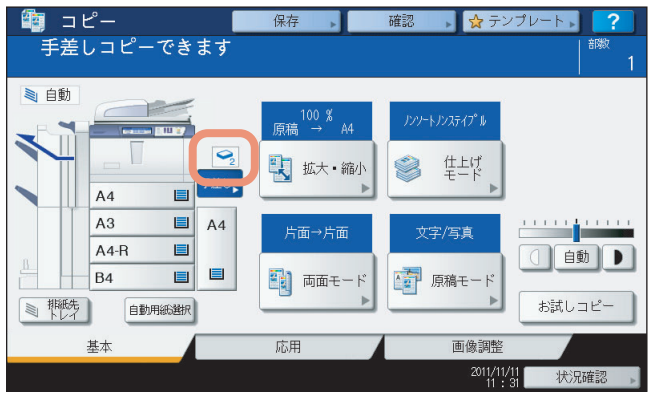 コピー
保存
確認
テンプレート
?
手差しコピーできます
部数
1
自動
100 %
原稿 → A4
ノンソートノンステイプル
2
拡大・縮小
仕上げ
モード
A4
A3
A4-R
B4
A4
片面→片面
文字/写真
両面モード
原稿モード
自動
排紙先
トレイ
自動用紙選択
お試しコピー
基本
応用
画像調整
2011/11/11
11 : 31
状況確認